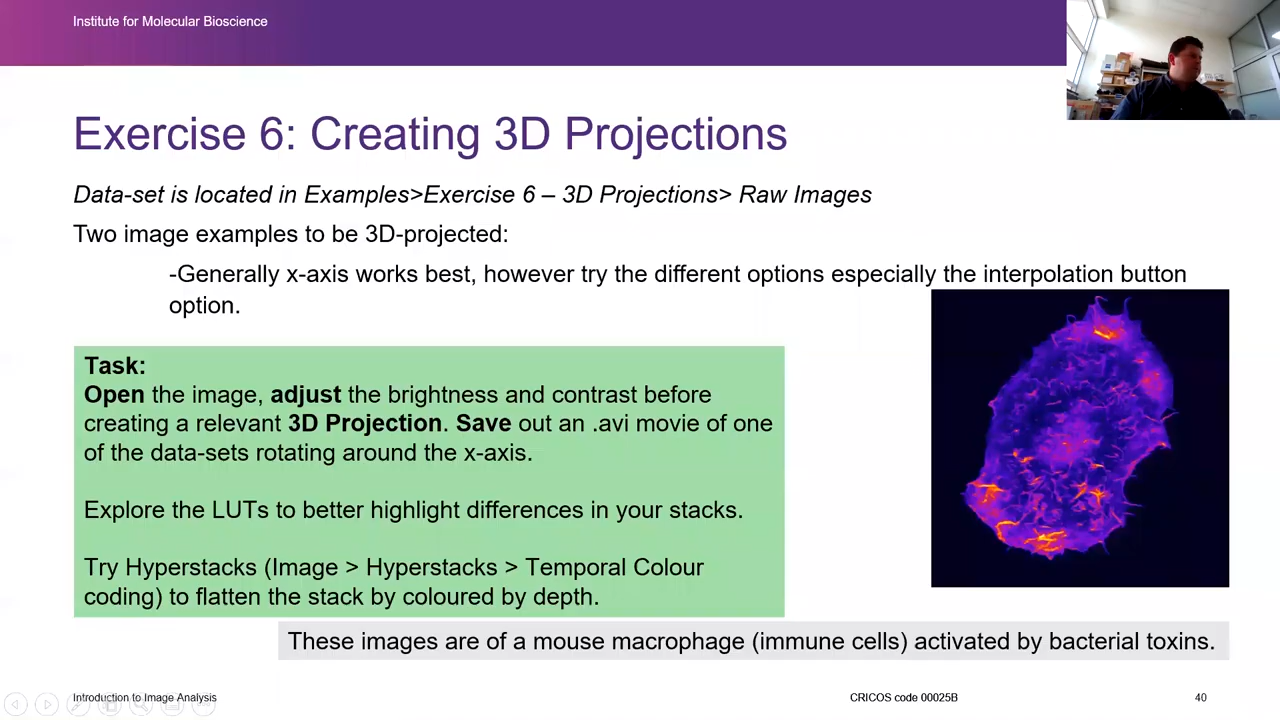 Institute for Molecular Bioscience
Exercise 6: Creating 3D Projections
Data-set is located in Examples>Exercise 6 – 3D Projections> Raw Images
Two image examples to be 3D-projected:
-Generally x-axis works best, however try the different options especially the interpolation button
option.
Task:
Open the image, adjust the brightness and contrast before
creating a relevant 3D Projection. Save out an .avi movie of one
of the data-sets rotating around the x-axis.
Explore the LUTs to better highlight differences in your stacks.
Try Hyperstacks (Image > Hyperstacks > Temporal Colour
coding) to flatten the stack by coloured by depth.
These images are of a mouse macrophage (immune cells) activated by bacterial toxins.
Introduction to Image Analysis
CRICOS code 00025B
40